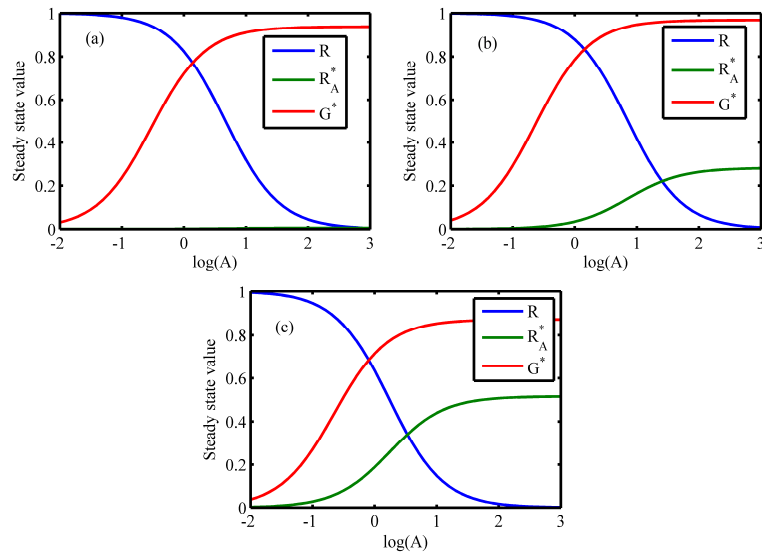 1
0.8
0.6
0.4
0.2
0
Steady state value
(a)
R
R*A
G*
-2 -1 0 1 2 3
log(A)
1
0.8
0.6
0.4
0.2
0
Steady state value
(b)
R
R*A
G*
-2 -1 0 1 2 3
log(A)
1
0.8
0.6
0.4
0.2
0
Steady state value
(c)
R
R*A
G*
-2 -1 0 1 2 3
log(A)